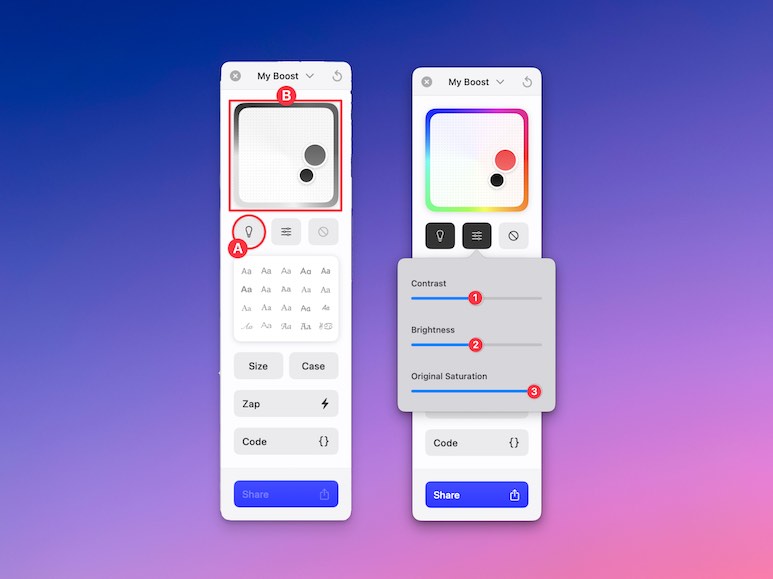 My Boost
B
A
Aa Aa Aa Aa Aa
Aa Aa Aa Aa Aa
Aa Aa Aa Aa Aa
Aa Aa Aa Aa
Size
Case
Zap
Code {}
Share
My Boost
Contrast
1
Brightness
2
Original Saturation
3
Code {}
Share